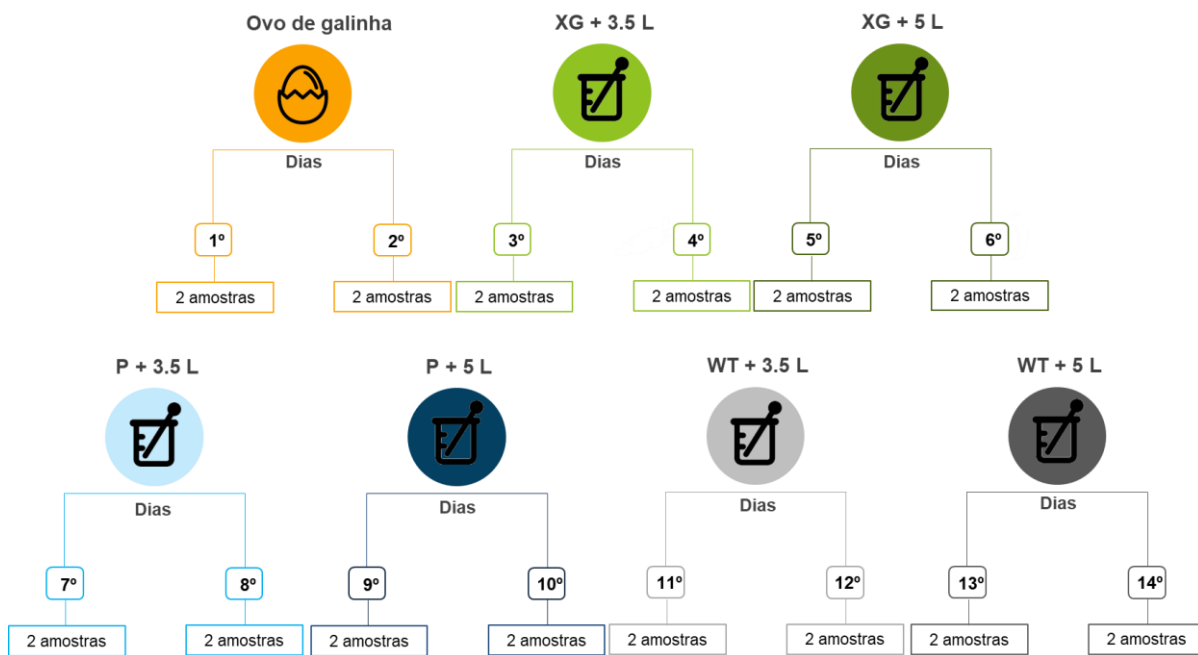 Ovo de galinha
XG + 3.5 L
XG + 5 L
Dias
Dias
Dias
1º
2º
3º
4º
5º
6º
2 amostras
2 amostras
2 amostras
2 amostras
2 amostras
2 amostras
P + 3.5 L
P + 5 L
WT + 3.5 L
WT + 5 L
Dias
Dias
Dias
Dias
7º
8º
9º
10º
11º
12º
13º
14º
2 amostras
2 amostras
2 amostras
2 amostras
2 amostras
2 amostras
2 amostras
2 amostras